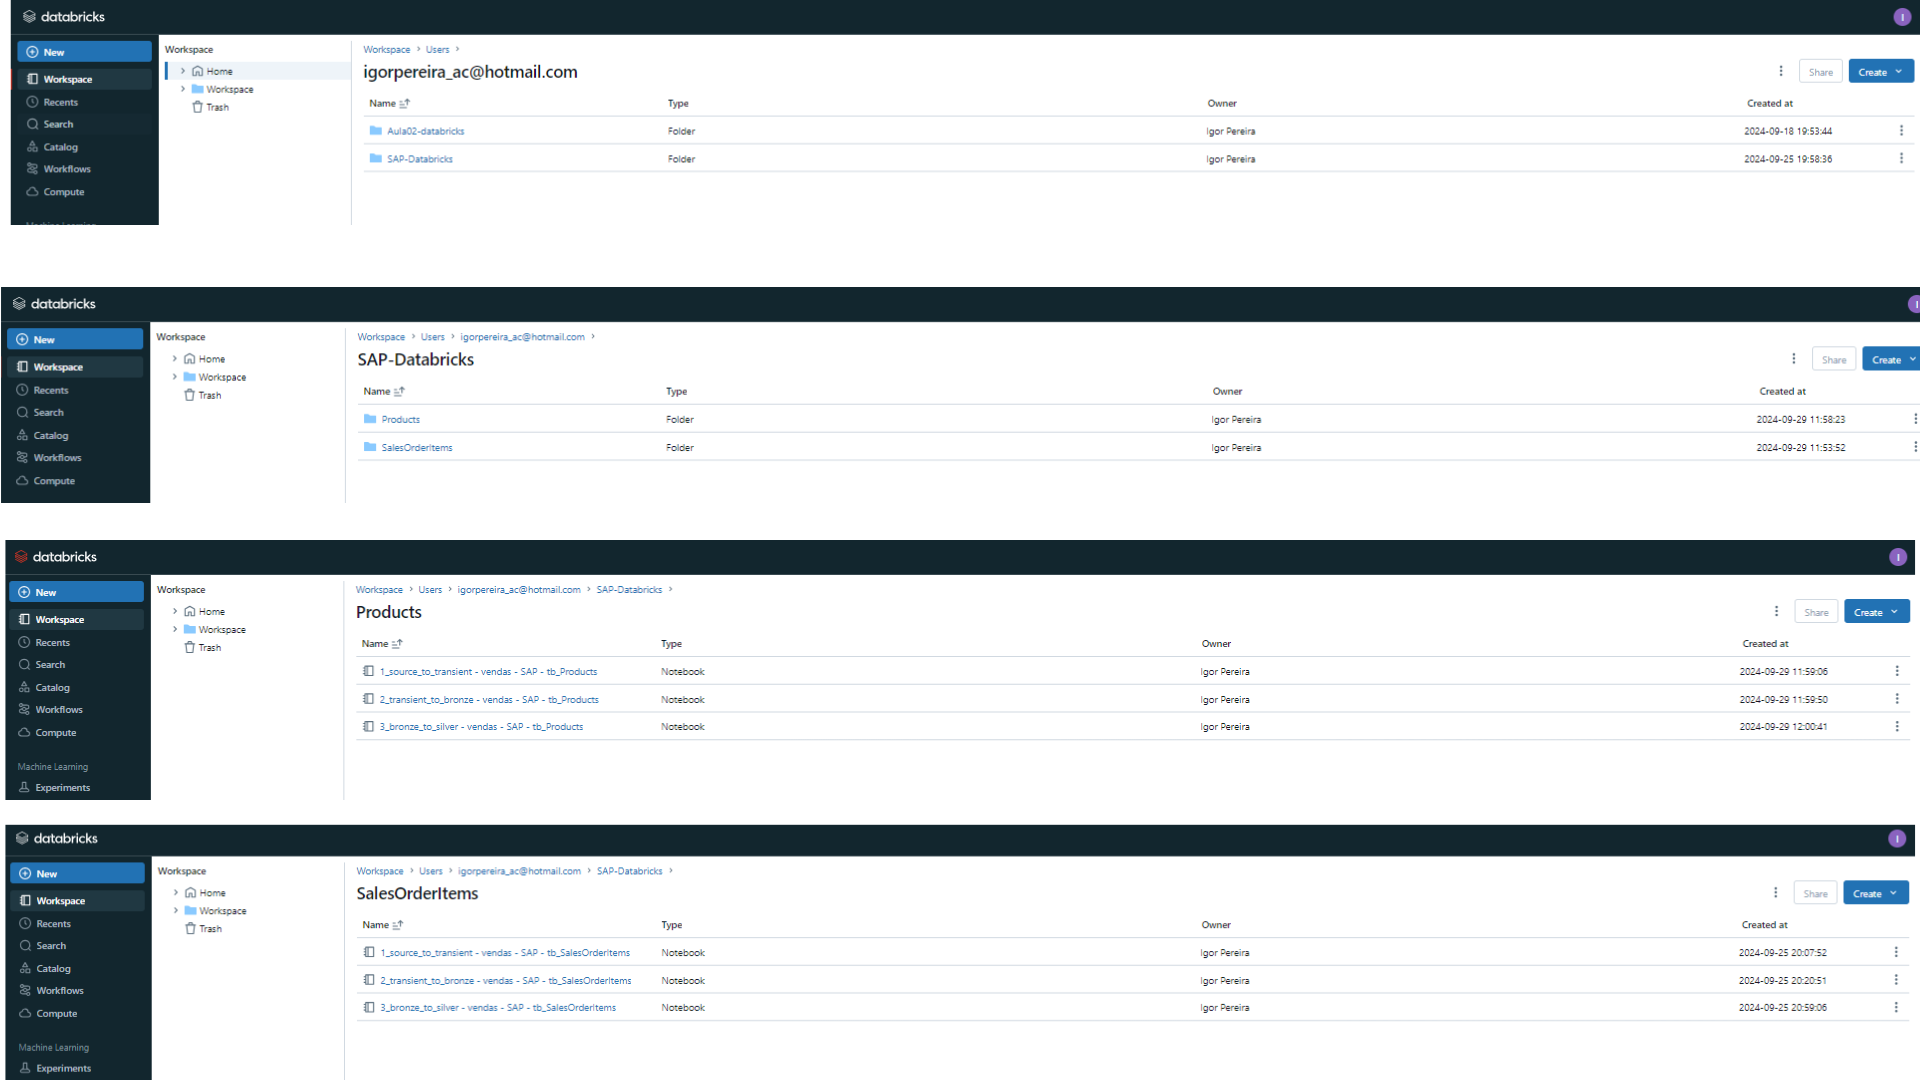 databricks
I
New
Workspace
Workspace > Users >
Home
igorpereira_ac@hotmail.com
Share
Create
Workspace
Workspace
Name
Type
Owner
Created at
Recents
Trash
Search
Aula02-databricks
Folder
Igor Pereira
2024-09-18 19:53:44
Catalog
SAP-Databricks
Folder
Igor Pereira
2024-09-25 19:58:36
Workflows
Compute
Machine Learning
databricks
I
New
Workspace
Workspace > Users > igorpereira_ac@hotmail.com >
Home
SAP-Databricks
Share
Create
Workspace
Workspace
Name
Type
Owner
Created at
Recents
Trash
Search
Products
Folder
Igor Pereira
2024-09-29 11:58:23
Catalog
SalesOrderItems
Folder
Igor Pereira
2024-09-29 11:53:52
Workflows
Compute
databricks
I
New
Workspace
Workspace > Users > igorpereira_ac@hotmail.com > SAP-Databricks >
Home
Products
Share
Create
Workspace
Workspace
Name
Type
Owner
Created at
Recents
Trash
Search
1_source_to_transient - vendas - SAP - tb_Products
Notebook
Igor Pereira
2024-09-29 11:59:06
Catalog
2_transient_to_bronze - vendas - SAP - tb_Products
Notebook
Igor Pereira
2024-09-29 11:59:50
Workflows
3_bronze_to_silver - vendas - SAP - tb_Products
Notebook
Igor Pereira
2024-09-29 12:00:41
Compute
Machine Learning
Experiments
databricks
I
New
Workspace
Workspace > Users > igorpereira_ac@hotmail.com > SAP-Databricks >
Home
SalesOrderItems
Share
Create
Workspace
Workspace
Name
Type
Owner
Created at
Recents
Trash
Search
1_source_to_transient - vendas - SAP - tb_SalesOrderItems
Notebook
Igor Pereira
2024-09-25 20:07:52
Catalog
2_transient_to_bronze - vendas - SAP - tb_SalesOrderItems
Notebook
Igor Pereira
2024-09-25 20:20:51
Workflows
3_bronze_to_silver - vendas - SAP - tb_SalesOrderItems
Notebook
Igor Pereira
2024-09-25 20:59:06
Compute
Machine Learning
Experiments